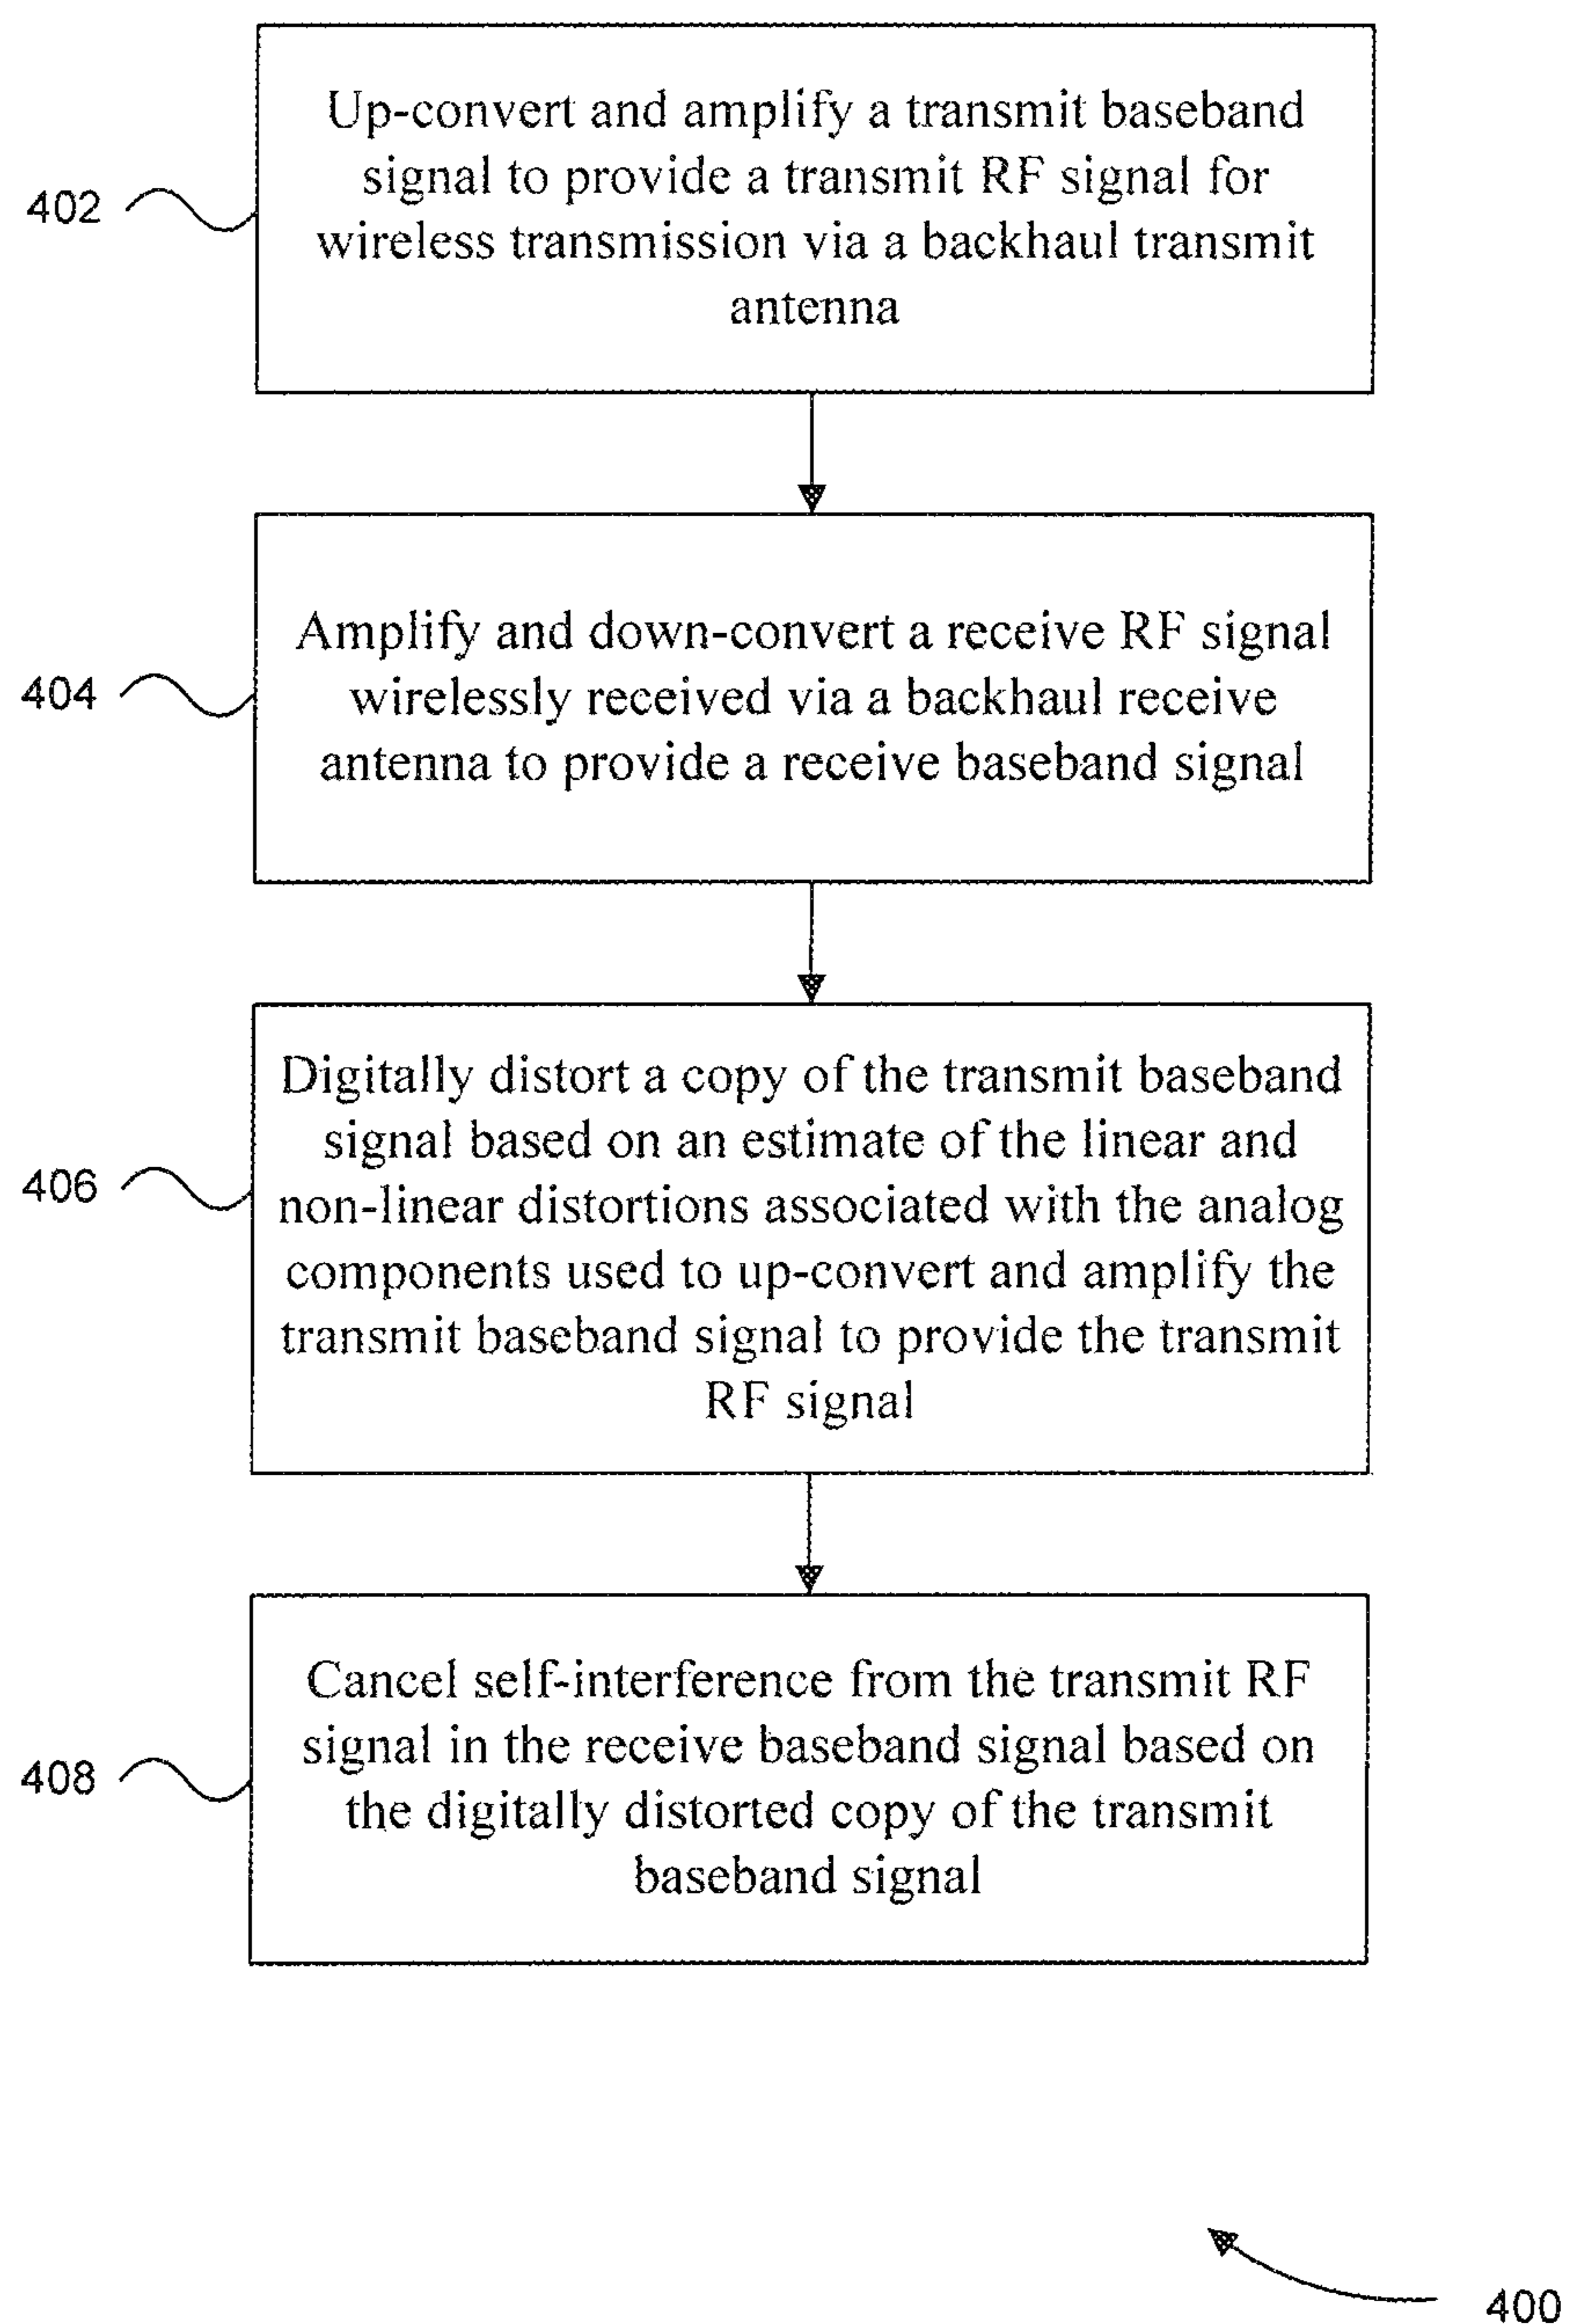 Up-convert and amplify a transmit baseband
signal to provide a transmit RF signal for
wireless transmission via a backhaul transmit
antenna
402
Amplify and down-convert a receive RF signal
wirelessly received via a backhaul receive
antenna to provide a receive baseband signal
404
Digitally distort a copy of the transmit baseband
signal based on an estimate of the linear and
non-linear distortions associated with the analog
components used to up-convert and amplify the
transmit baseband signal to provide the transmit
RF signal
406
Cancel self-interference from the transmit RF
signal in the receive baseband signal based on
the digitally distorted copy of the transmit
baseband signal
408
400